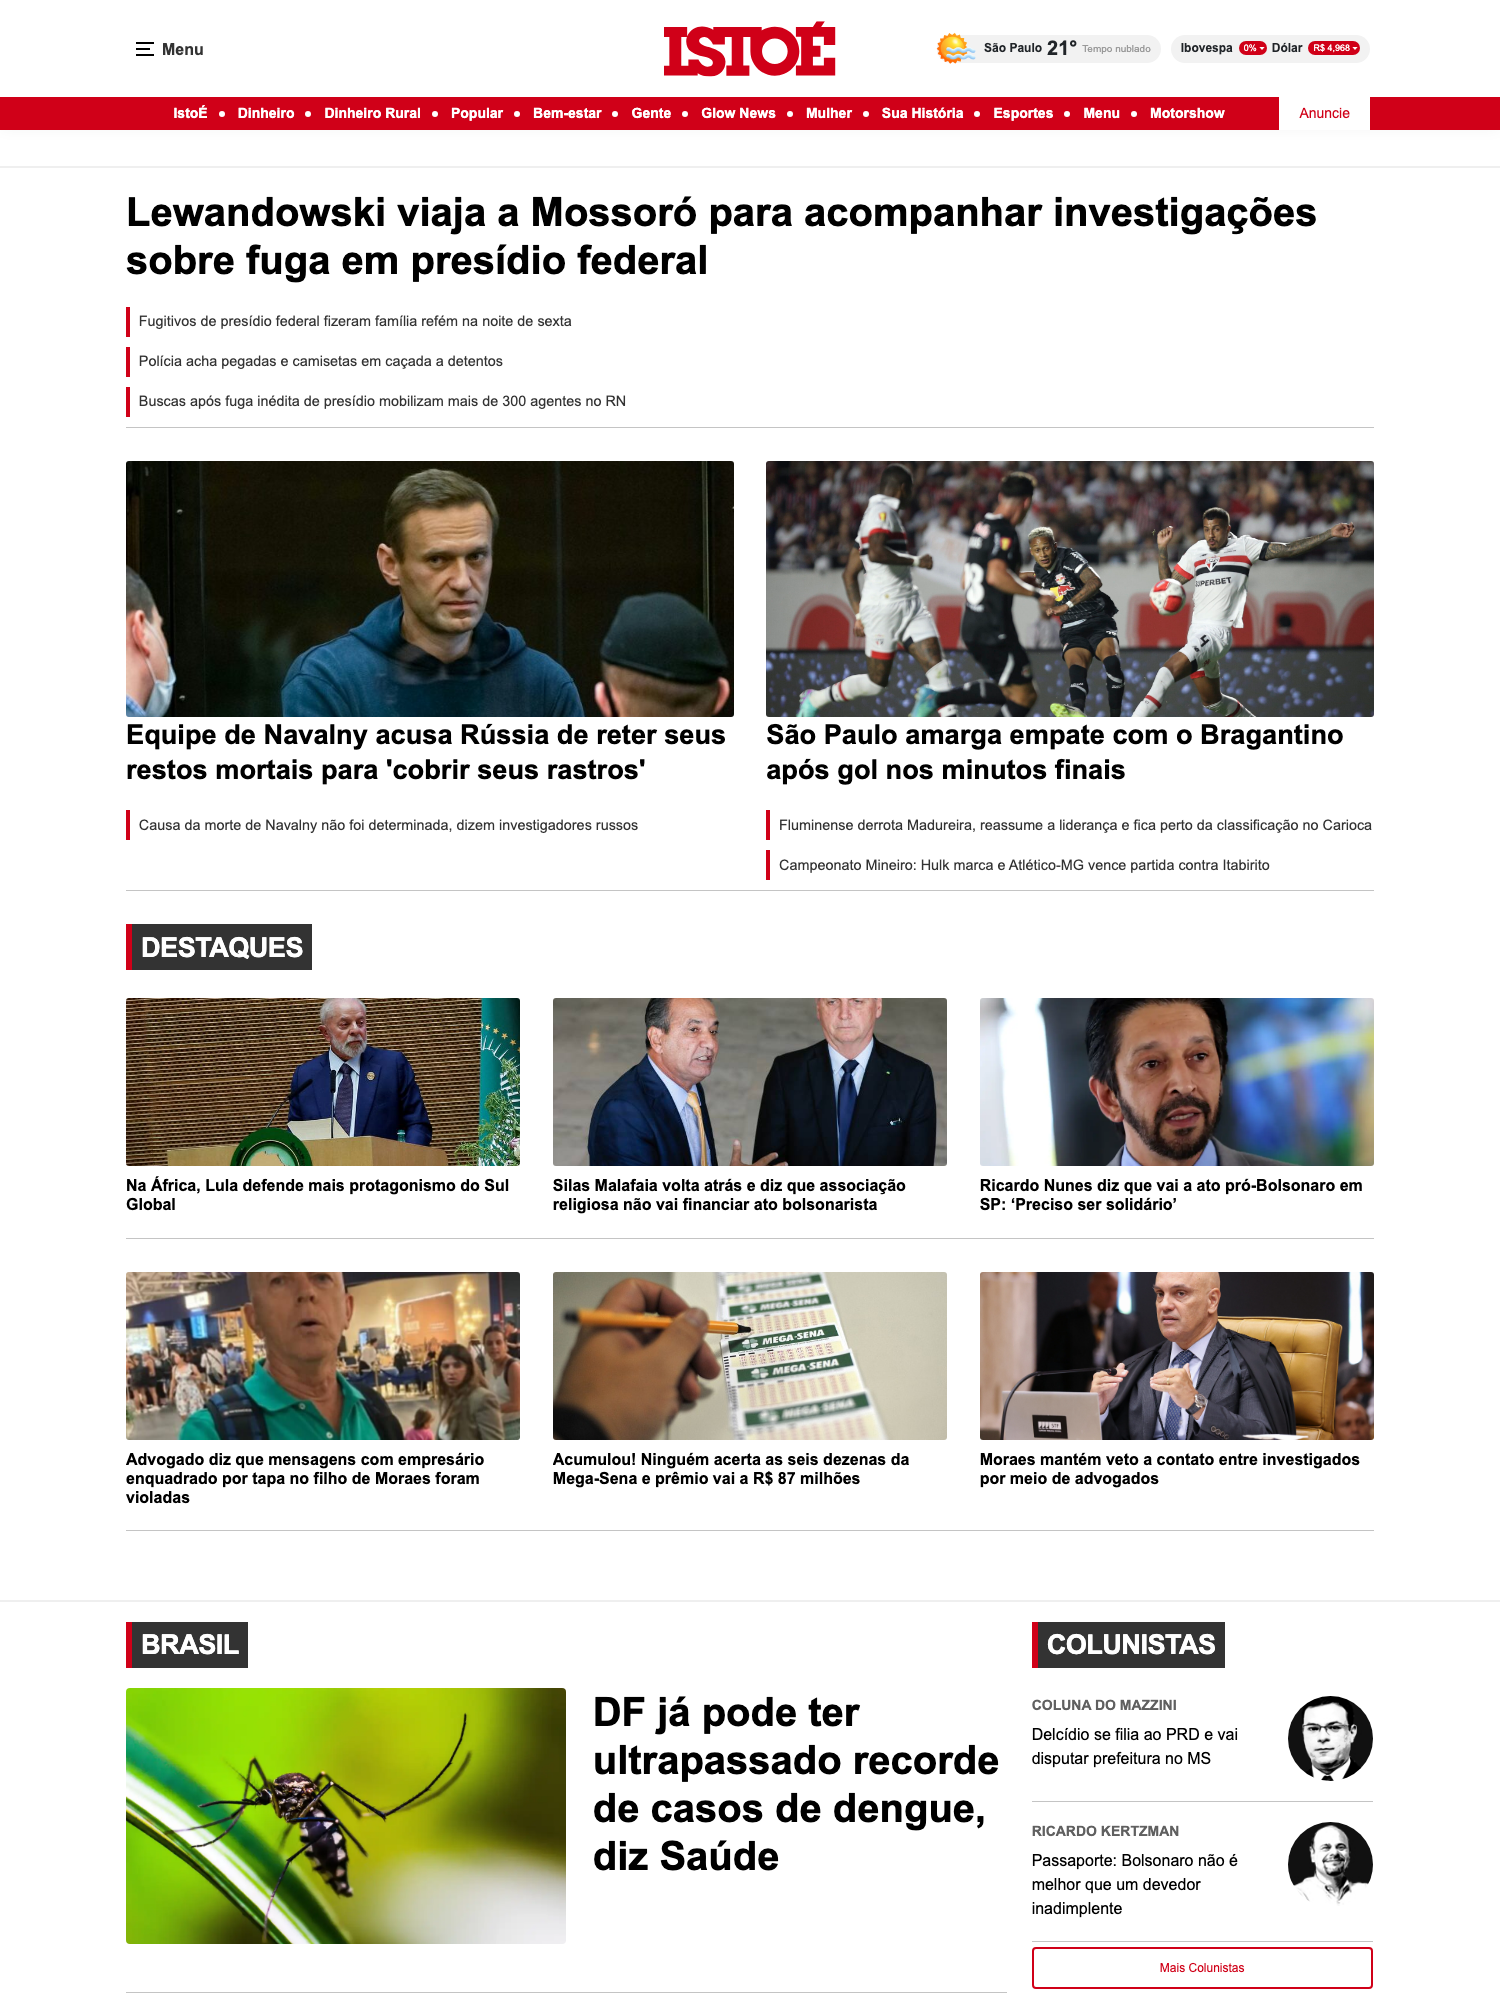 Menu
ISTOÉ
São Paulo 21° Tempo nublado
Ibovespa 0% Dólar R$ 4,968
IstoÉ • Dinheiro • Dinheiro Rural • Popular • Bem-estar • Gente • Glow News • Mulher • Sua História • Esportes • Menu • Motorshow
Anuncie
Lewandowski viaja a Mossoró para acompanhar investigações
sobre fuga em presídio federal
Fugitivos de presídio federal fizeram família refém na noite de sexta
Polícia acha pegadas e camisetas em caçada a detentos
Buscas após fuga inédita de presídio mobilizam mais de 300 agentes no RN
SUPERBET
Equipe de Navalny acusa Rússia de reter seus
restos mortais para 'cobrir seus rastros'
Causa da morte de Navalny não foi determinada, dizem investigadores russos
São Paulo amarga empate com o Bragantino
após gol nos minutos finais
Fluminense derrota Madureira, reassume a liderança e fica perto da classificação no Carioca
Campeonato Mineiro: Hulk marca e Atlético-MG vence partida contra Itabirito
DESTAQUES
Na África, Lula defende mais protagonismo do Sul
Global
Silas Malafaia volta atrás e diz que associação
religiosa não vai financiar ato bolsonarista
Ricardo Nunes diz que vai a ato pró-Bolsonaro em
SP: ‘Preciso ser solidário’
MEGA-SENA
MEGA-SENA
MEGA-SENA
MEGA-SENA
Advogado diz que mensagens com empresário
enquadrado por tapa no filho de Moraes foram
violadas
Acumulou! Ninguém acerta as seis dezenas da
Mega-Sena e prêmio vai a R$ 87 milhões
Moraes mantém veto a contato entre investigados
por meio de advogados
BRASIL
DF já pode ter
ultrapassado recorde
de casos de dengue,
diz Saúde
COLUNISTAS
COLUNA DO MAZZINI
Delcídio se filia ao PRD e vai
disputar prefeitura no MS
RICARDO KERTZMAN
Passaporte: Bolsonaro não é
melhor que um devedor
inadimplente
Mais Colunistas